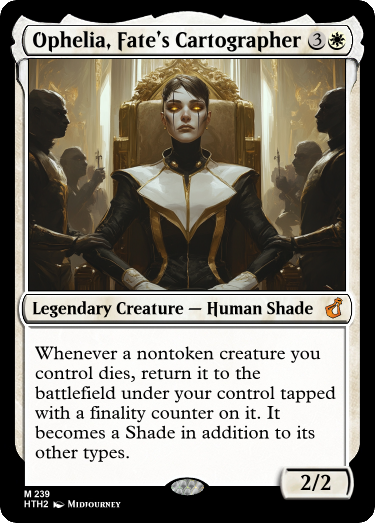 Ophelia, Fate's Cartographer 3
Legendary Creature — Human Shade
Whenever a nontoken creature you
control dies, return it to the
battlefield under your control tapped
with a finality counter on it. It
becomes a Shade in addition to its
other types.
2/2
M 239
HTH2 Midjourney